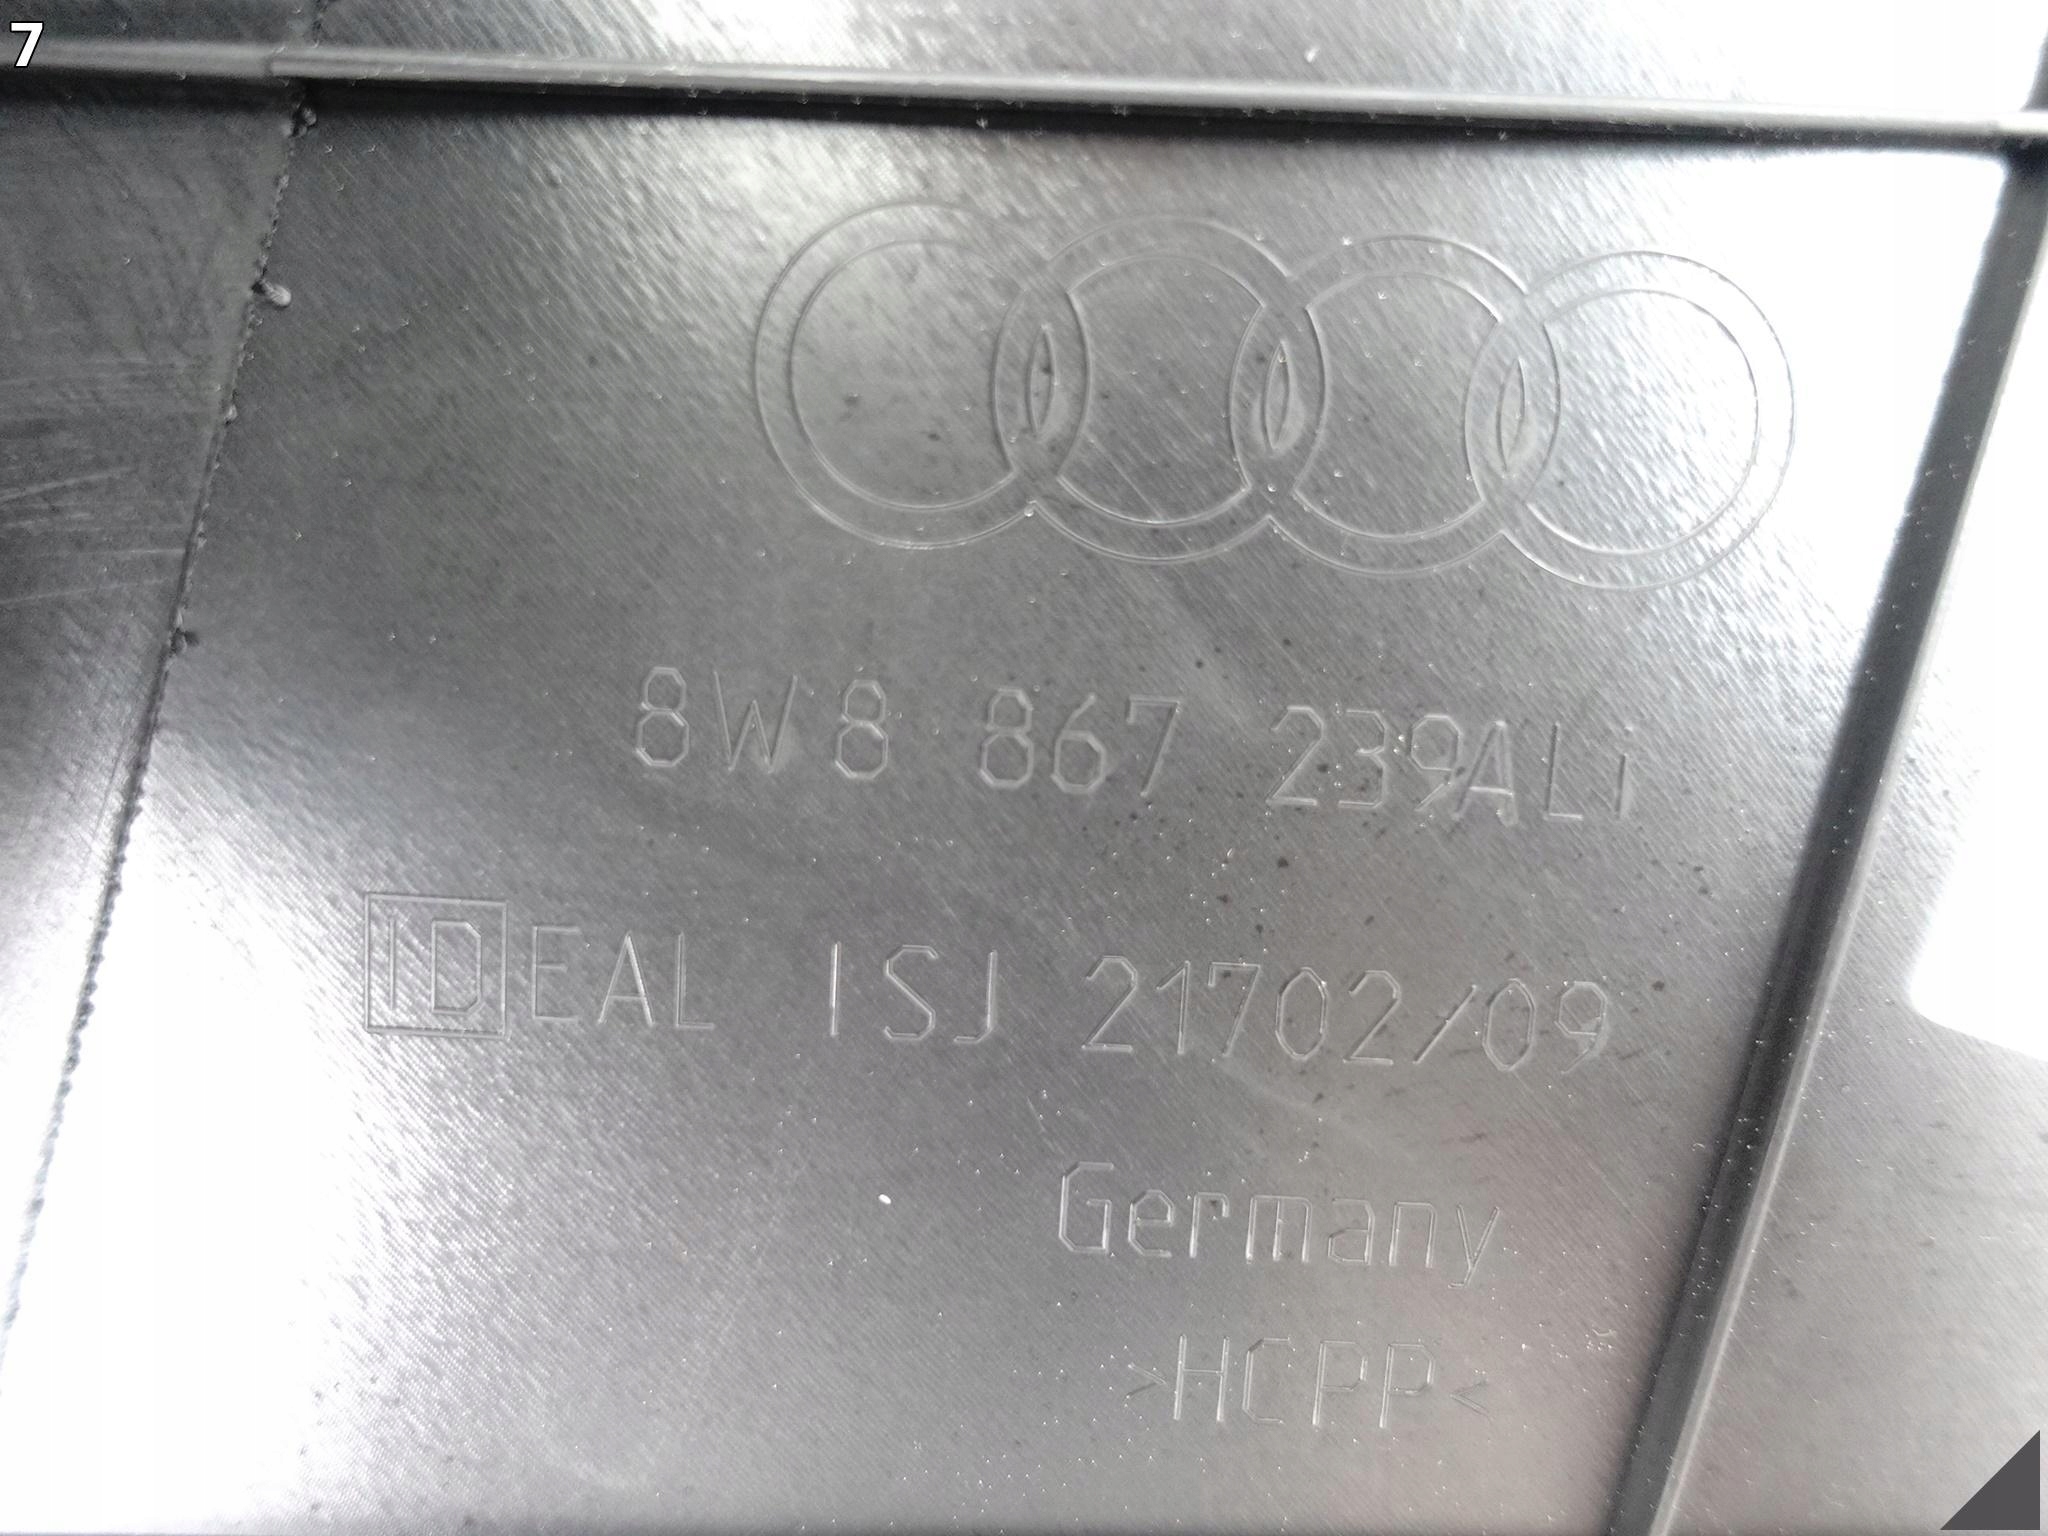 7
8W8 867 239ALi
IDEAL ISJ 21702/09
Germany
>HCPP<